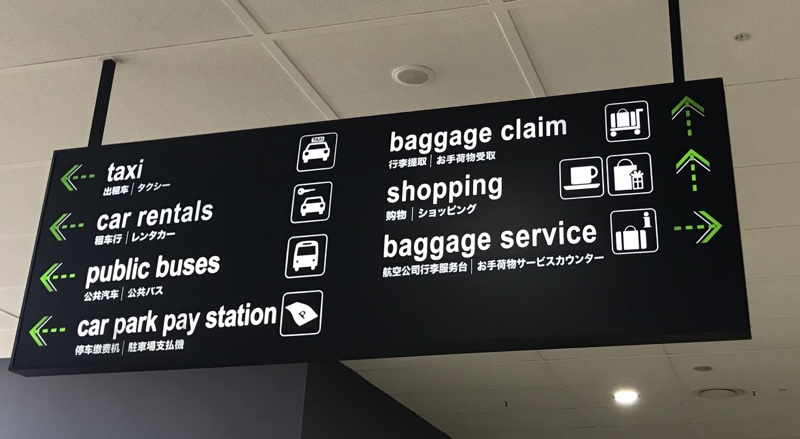 taxi
出租车 | タクシー
car rentals
租车行 | レンタカー
public buses
公共汽车 | 公共バス
car park pay station
停车缴费机 | 駐車場支払機
TAXI
P
baggage claim
行李提取 | お手荷物受取
shopping
购物 | ショッピング
baggage service
航空公司行李服务台 | お手荷物サービスカウンター
i